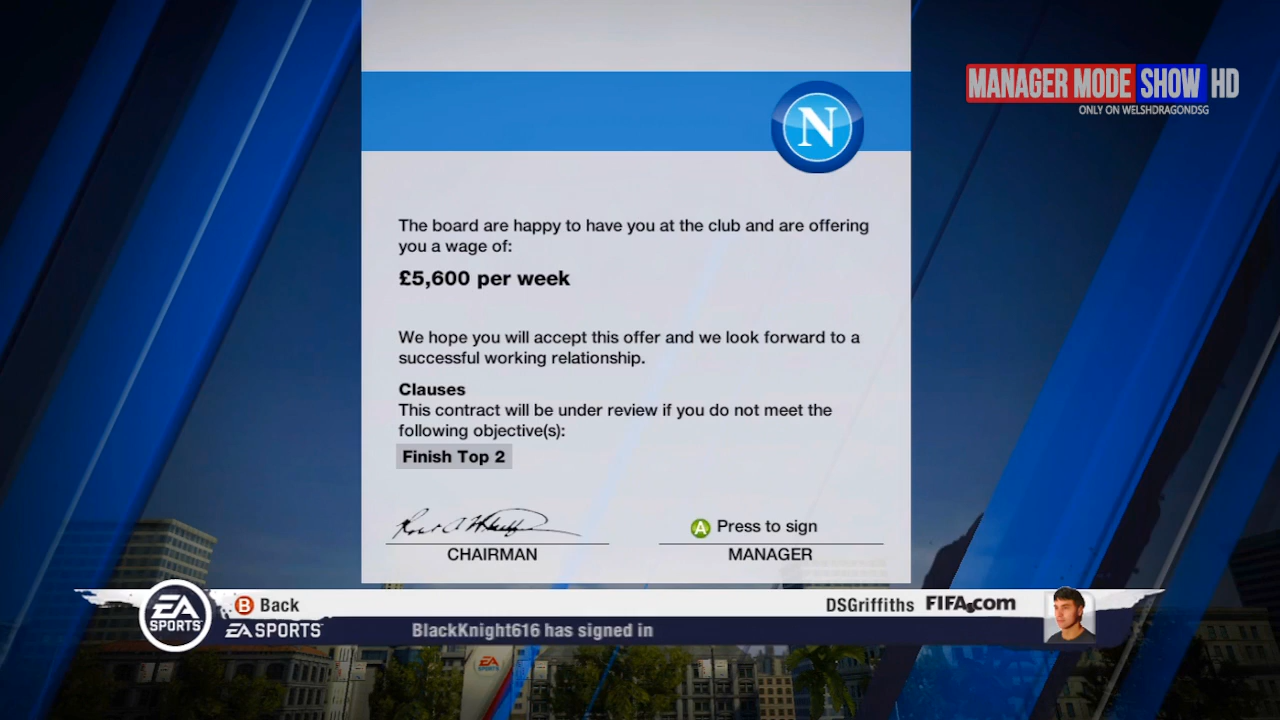 N
MANAGER MODE SHOW HD
ONLY ON WELSHDRAGONDSG
The board are happy to have you at the club and are offering
you a wage of:
£5,600 per week
We hope you will accept this offer and we look forward to a
successful working relationship.
Clauses
This contract will be under review if you do not meet the
following objective(s):
Finish Top 2
A Press to sign
CHAIRMAN
MANAGER
EA
SPORTS
B Back
DSGriffiths FIFA.com
EA SPORTS
BlackKnight616 has signed in
EA
SPORTS